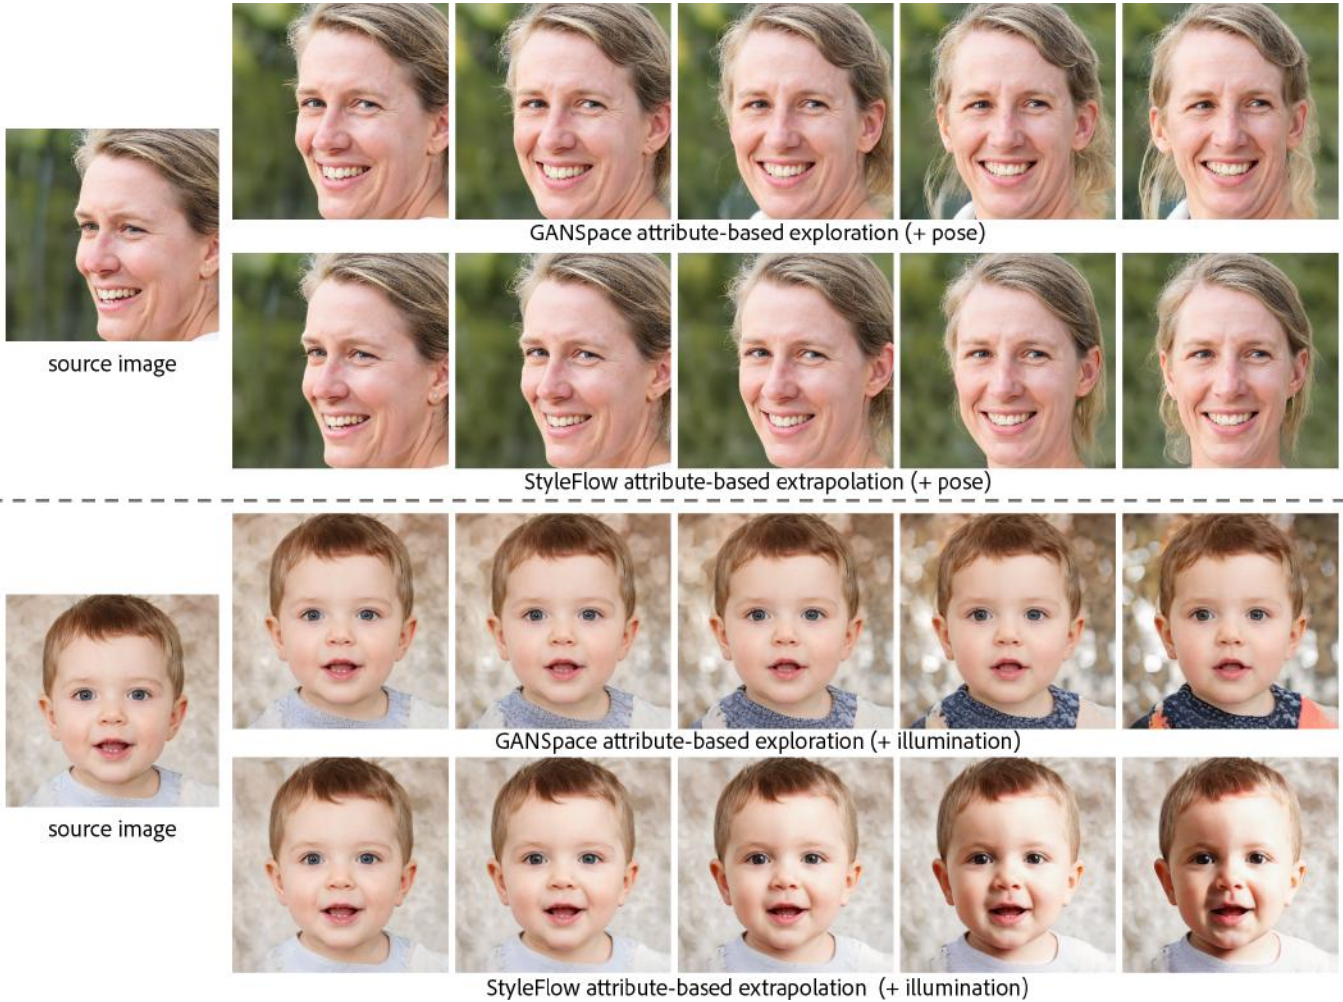 GANSpace attribute-based exploration (+ pose)
source image
StyleFlow attribute-based extrapolation (+ pose)
GANSpace attribute-based exploration (+ illumination)
source image
StyleFlow attribute-based extrapolation (+ illumination)